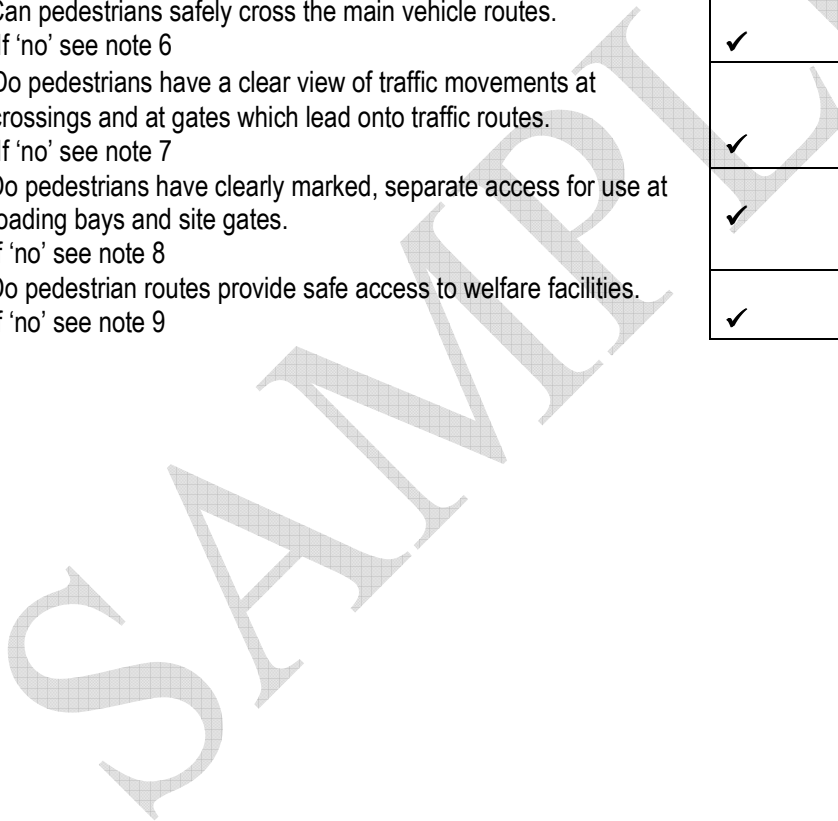 Can pedestrians safely cross the main vehicle routes.
If ‘no’ see note 6
✓
Do pedestrians have a clear view of traffic movements at
crossings and at gates which lead onto traffic routes.
If ‘no’ see note 7
✓
Do pedestrians have clearly marked, separate access for use at
loading bays and site gates.
✓
If ‘no’ see note 8
Do pedestrian routes provide safe access to welfare facilities.
If ‘no’ see note 9
✓
SAMPL